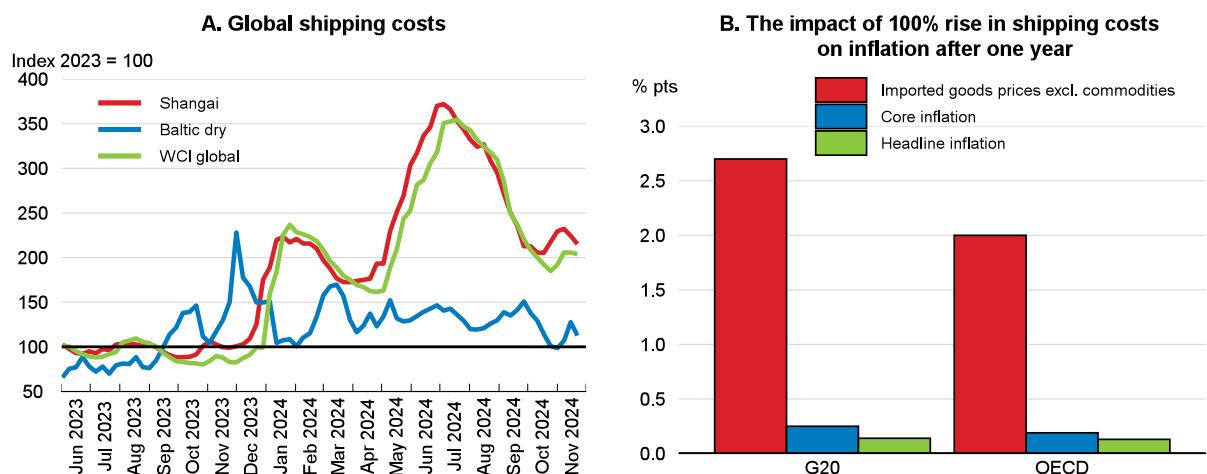 A. Global shipping costs
Index 2023 = 100
400
350
300
250
200
150
100
50
Shangai
Baltic dry
WCI global
Jun 2023
Jul 2023
Aug 2023
Sep 2023
Oct 2023
Nov 2023
Dec 2023
Jan 2024
Feb 2024
Mar 2024
Apr 2024
May 2024
Jun 2024
Jul 2024
Aug 2024
Sep 2024
Oct 2024
Nov 2024
B. The impact of 100% rise in shipping costs
on inflation after one year
% pts
Imported goods prices excl. commodities
Core inflation
Headline inflation
3.0
2.5
2.0
1.5
1.0
0.5
0.0
G20
OECD